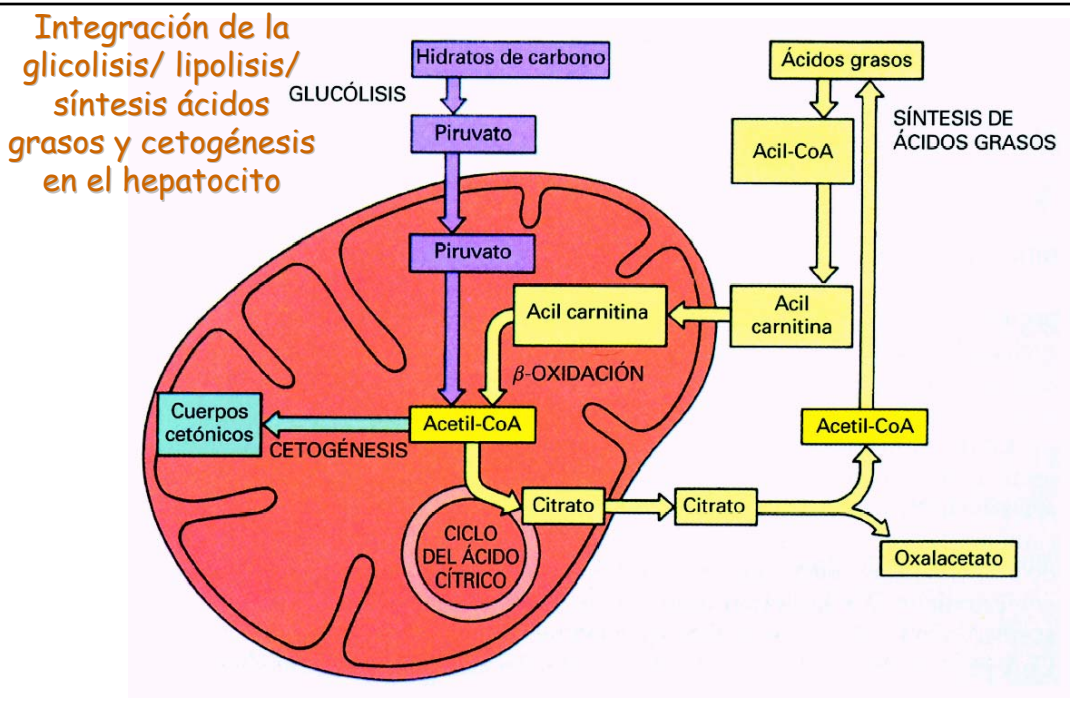 Integración de la
glicolisis/ lipolisis/
síntesis ácidos
grasos y cetogénesis
en el hepatocito
Hidratos de carbono
GLUCÓLISIS
Piruvato
Piruvato
Ácidos grasos
SÍNTESIS DE
ÁCIDOS GRASOS
Acil-CoA
Acil
carnitina
Acil carnitina
β-OXIDACIÓN
Cuerpos
cetónicos
CETOGÉNESIS
Acetil-CoA
Acetil-CoA
Citrato
Citrato
CICLO
DEL ÁCIDO
CÍTRICO
Oxalacetato